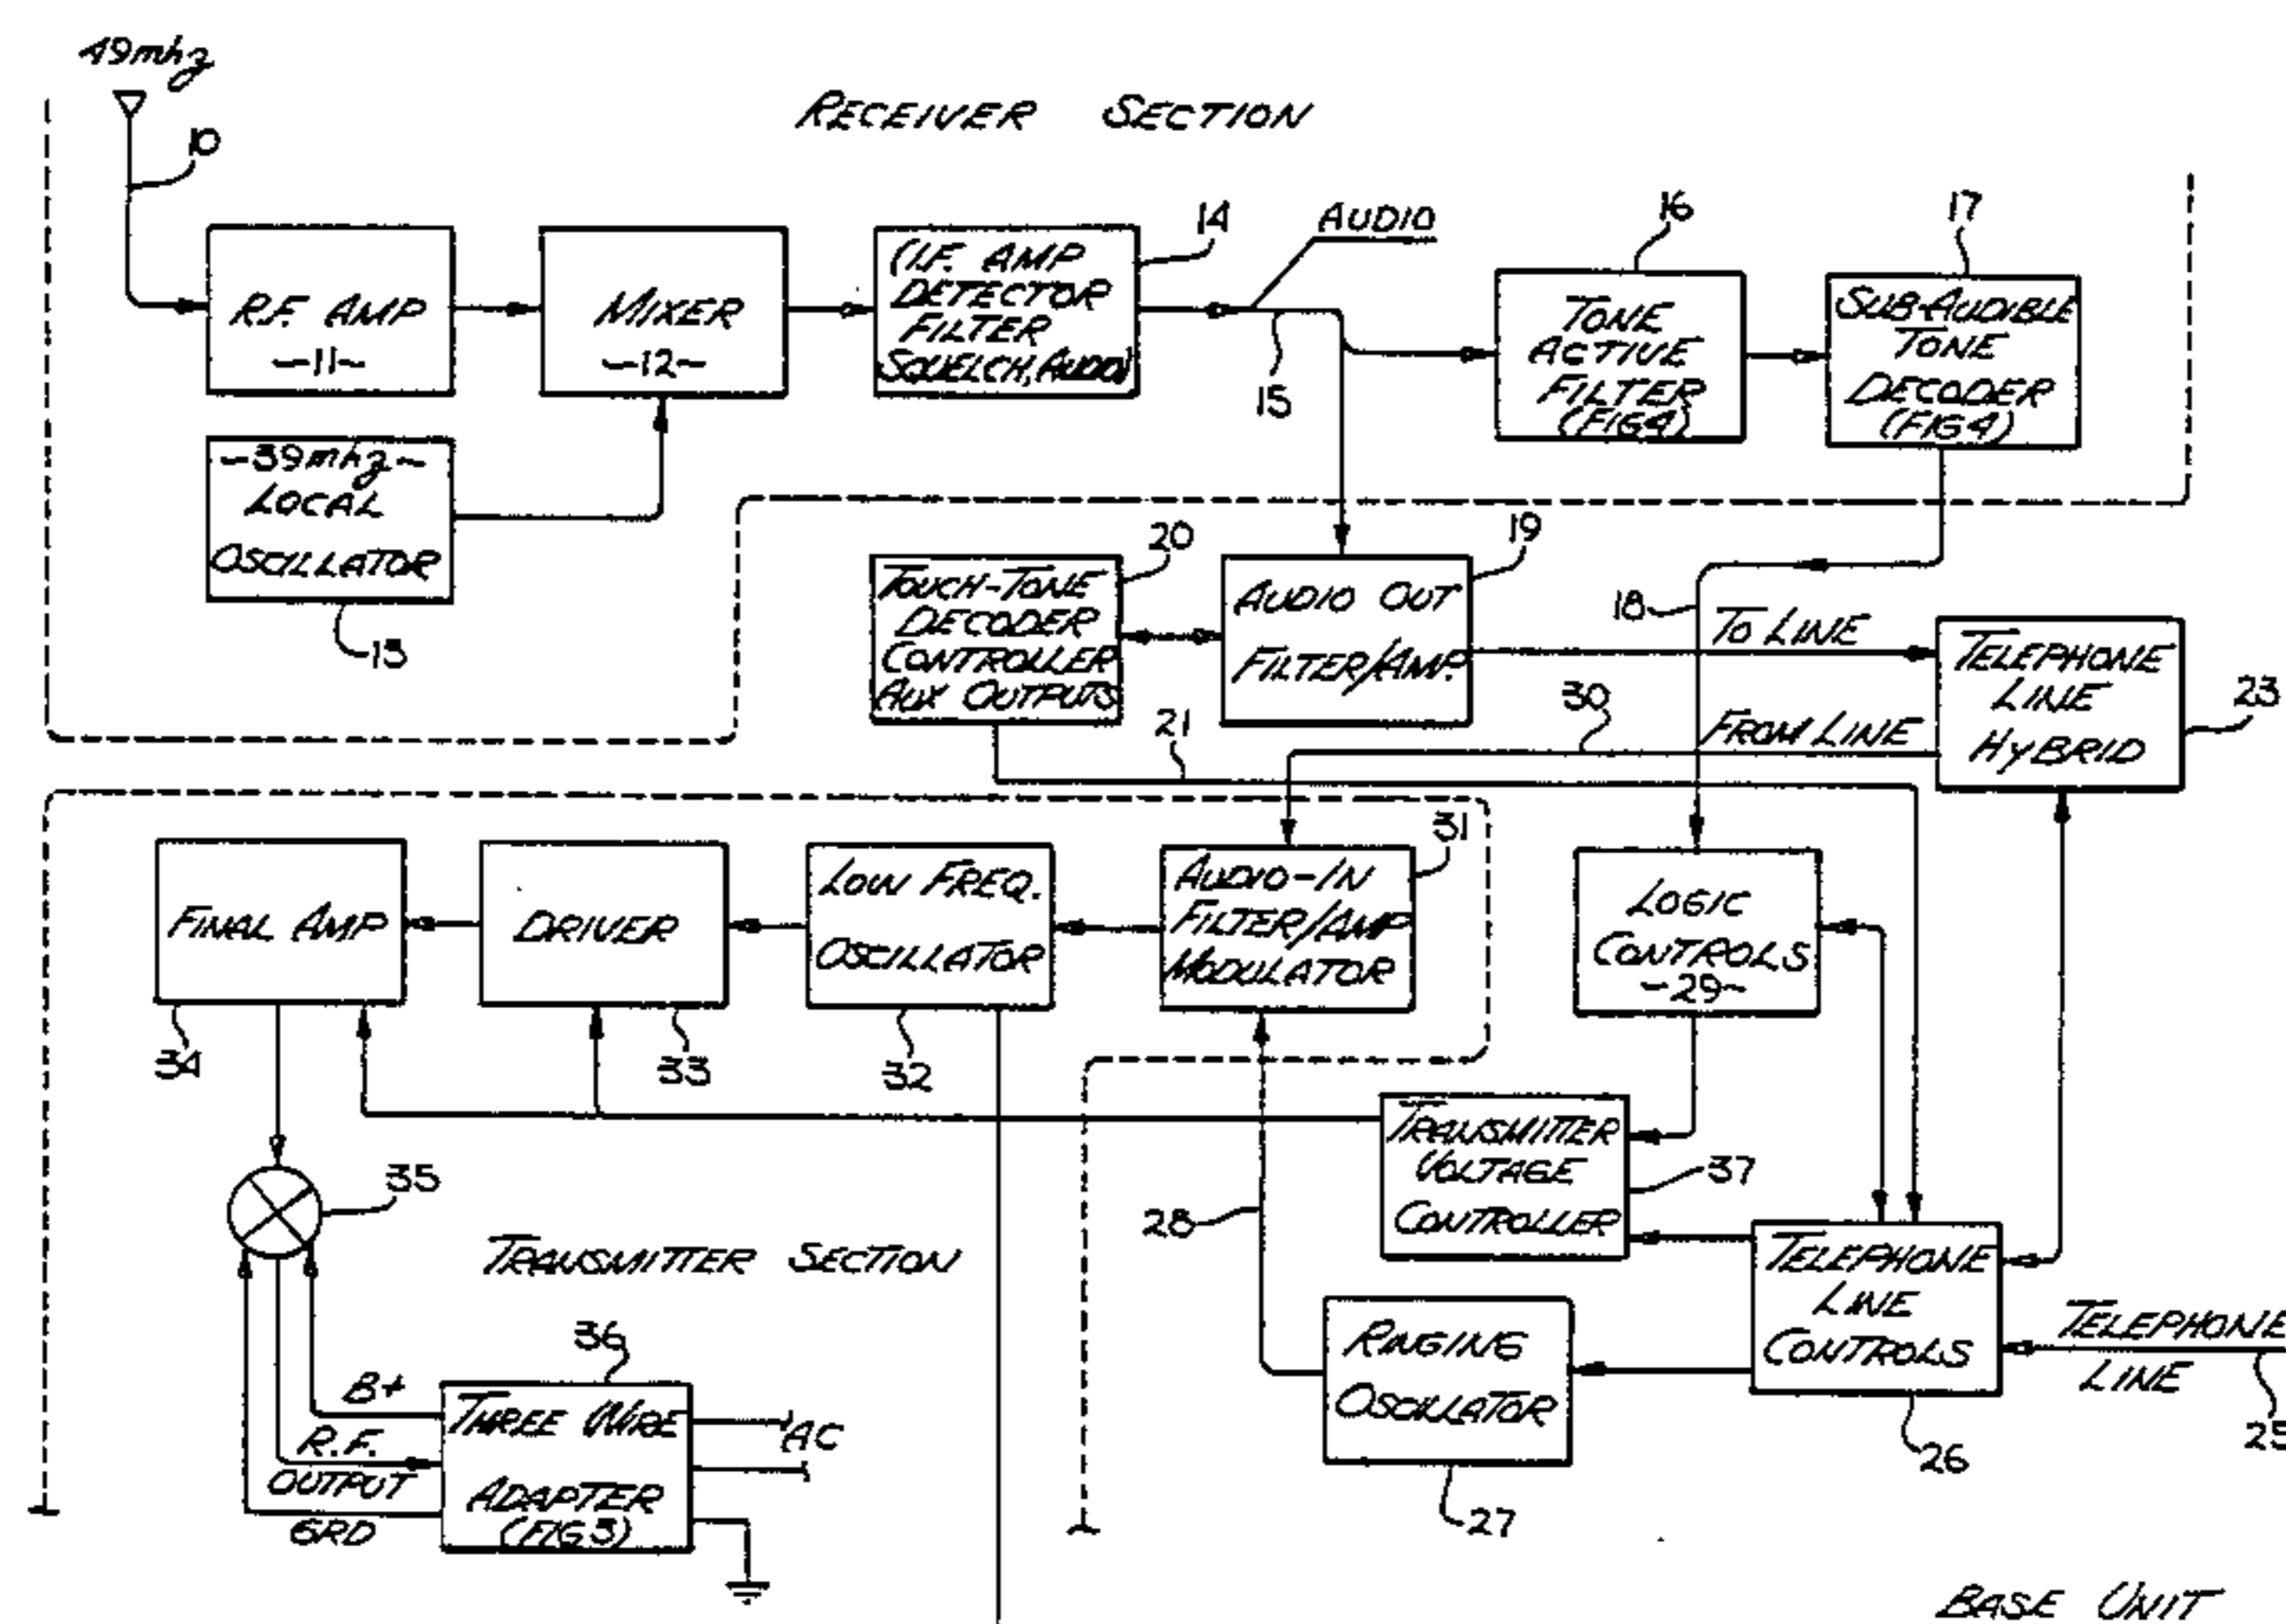 49mhz
RECEIVER SECTION
10
R.F. AMP
~11~
MIXER
~12~
14
(I.F. AMP
DETECTOR
FILTER
SQUELCH, AUDIO)
AUDIO
15
16
TONE
ACTIVE
FILTER
(FIG4)
17
SUB-AUDIBLE
TONE
DECODER
(FIG4)
~39mhz~
LOCAL
OSCILLATOR
13
20
TOUCH-TONE
DECODER
CONTROLLER
AUX OUTPUTS
19
AUDIO OUT
FILTER/AMP.
18
TO LINE
TELEPHONE
LINE
HYBRID
23
21
30
FROM LINE
FINAL AMP
34
DRIVER
33
LOW FREQ.
OSCILLATOR
32
31
AUDIO-IN
FILTER/AMP
MODULATOR
LOGIC
CONTROLS
~29~
35
TRANSMITTER
VOLTAGE
CONTROLLER
37
28
TRANSMITTER SECTION
TELEPHONE
LINE
CONTROLS
26
TELEPHONE
LINE
25
RINGING
OSCILLATOR
27
36
B+
R.F.
OUTPUT
GRD
THREE WIRE
ADAPTER
(FIG3)
AC
BASE UNIT